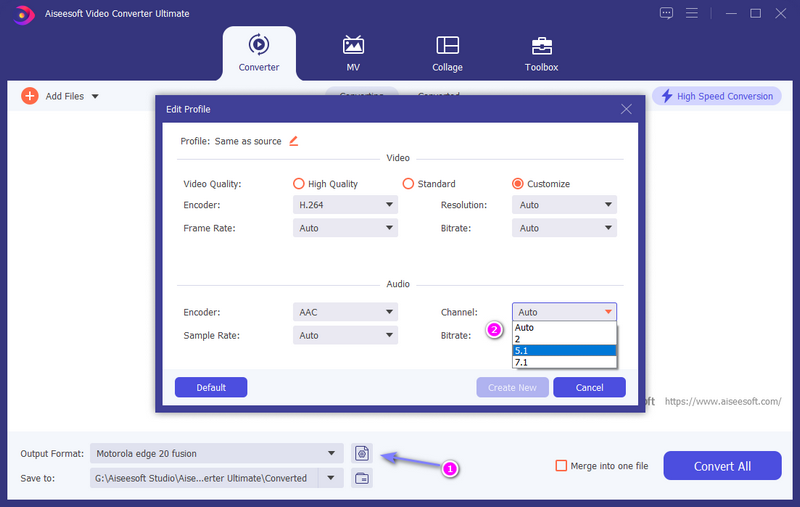 Aiseesoft Video Converter Ultimate
Converter
MV
Collage
Toolbox
Add Files
Converting
Converted
High Speed Conversion
Edit Profile
Profile: Same as source
Video
Video Quality:
High Quality
Standard
Customize
Encoder:
H.264
Resolution:
Auto
Frame Rate:
Auto
Bitrate:
Auto
Audio
Encoder:
AAC
Channel:
Auto
Sample Rate:
Auto
Bitrate:
2
Auto
2
5.1
7.1
Default
Create New
Cancel
https://www.aiseesoft.com/
Output Format:
Motorola edge 20 fusion
1
Merge into one file
Convert All
Save to:
G:\Aiseesoft Studio\Aise...erter Ultimate\Converted